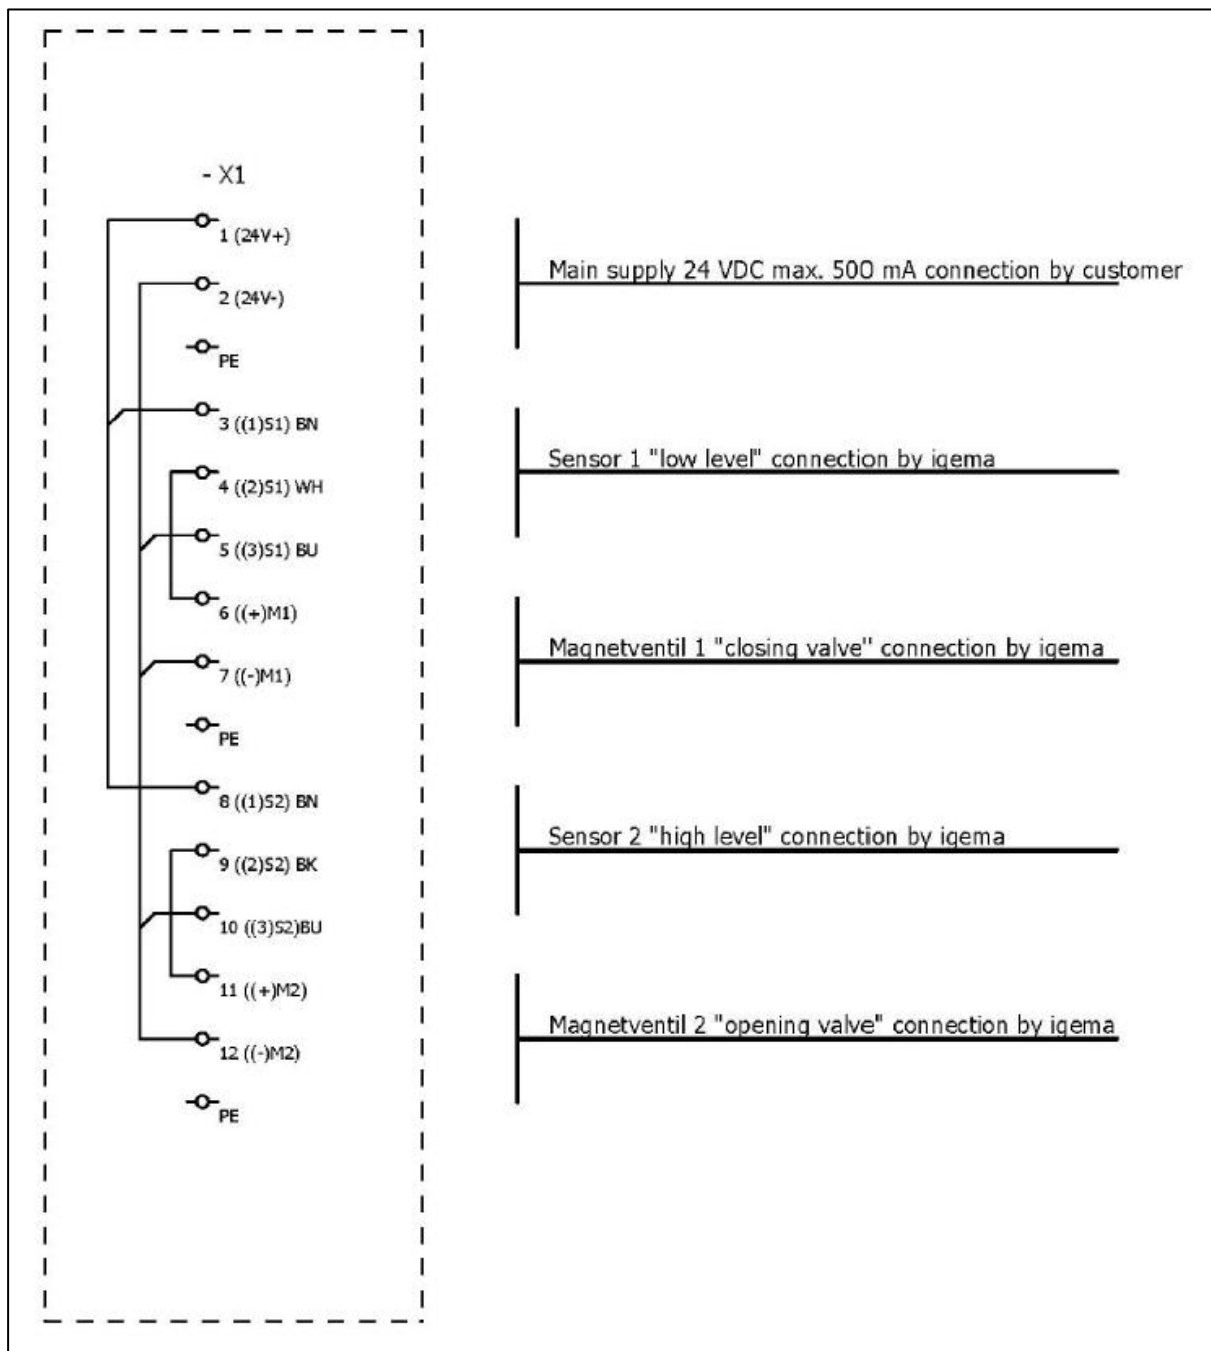 - X1
1 (24V+)
Main supply 24 VDC max. 500 mA connection by customer
2 (24V-)
PE
3 ((1)S1) BN
Sensor 1 "low level" connection by igema
4 ((2)S1) WH
5 ((3)S1) BU
6 ((+)M1)
Magnetventil 1 "closing valve" connection by igema
7 ((-)M1)
PE
8 ((1)S2) BN
Sensor 2 "high level" connection by igema
9 ((2)S2) BK
10 ((3)S2)BU
11 ((+)M2)
Magnetventil 2 "opening valve" connection by igema
12 ((-)M2)
PE